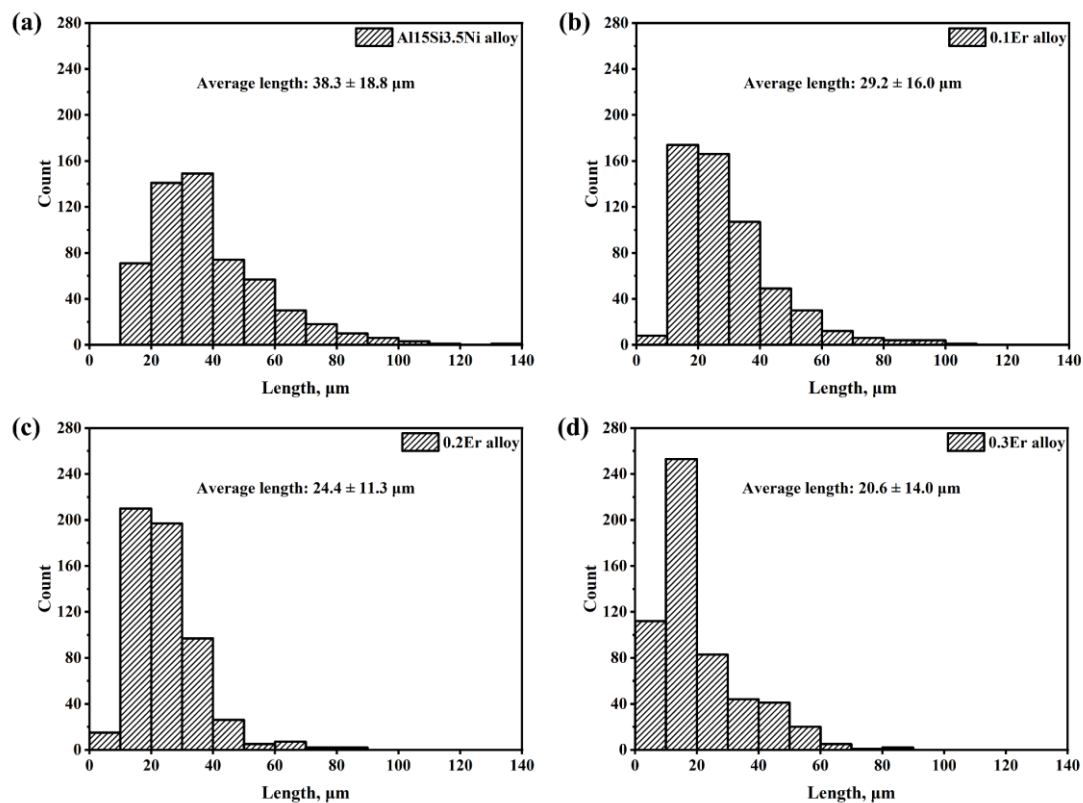 (a)
Al15Si3.5Ni alloy
Average length: 38.3 ± 18.8 μm
Count
280
240
200
160
120
80
40
0
0 20 40 60 80 100 120 140
Length, μm
(b)
0.1Er alloy
Average length: 29.2 ± 16.0 μm
Count
280
240
200
160
120
80
40
0
0 20 40 60 80 100 120 140
Length, μm
(c)
0.2Er alloy
Average length: 24.4 ± 11.3 μm
Count
280
240
200
160
120
80
40
0
0 20 40 60 80 100 120 140
Length, μm
(d)
0.3Er alloy
Average length: 20.6 ± 14.0 μm
Count
280
240
200
160
120
80
40
0
0 20 40 60 80 100 120 140
Length, μm